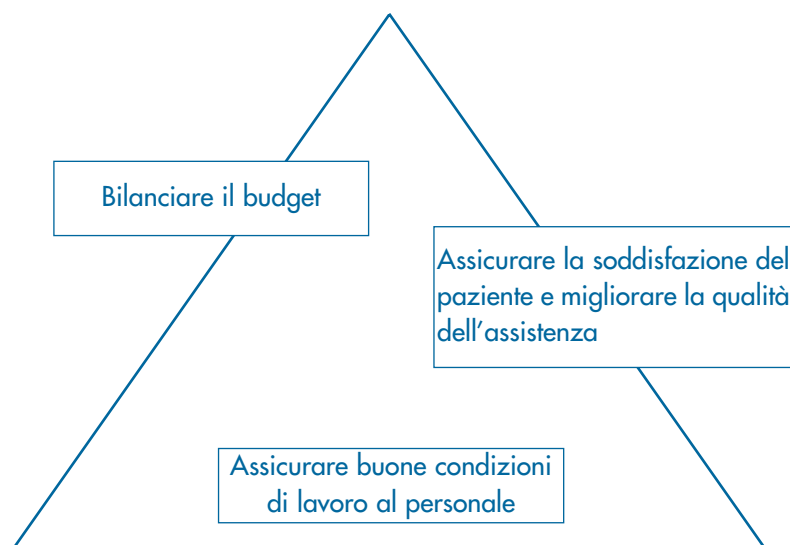 Bilanciare il budget
Assicurare la soddisfazione del
paziente e migliorare la qualità
dell’assistenza
Assicurare buone condizioni
di lavoro al personale